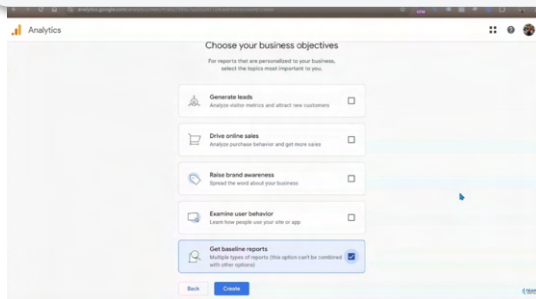 Analytics
Choose your business objectives
For reports that are personalized to your business,
select the topics most important to you.
Generate leads
Analyze visitor metrics and attract new customers
Drive online sales
Analyze purchase behavior and get more sales
Raise brand awareness
Spread the word about your business
Examine user behavior
Learn how people use your site or app
Get baseline reports
Multiple types of reports (this option can't be combined
with other options)
Back
Create